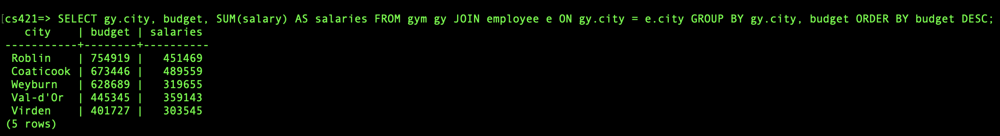 [cs421=> SELECT gy.city, budget, SUM(salary) AS salaries FROM gym gy JOIN employee e ON gy.city = e.city GROUP BY gy.city, budget ORDER BY budget DESC;
   city    | budget | salaries
-----------+--------+----------
 Roblin    | 754919 |   451469
 Coaticook | 673446 |   489559
 Weyburn   | 628689 |   319655
 Val-d'Or  | 445345 |   359143
 Virden    | 401727 |   303545
(5 rows)